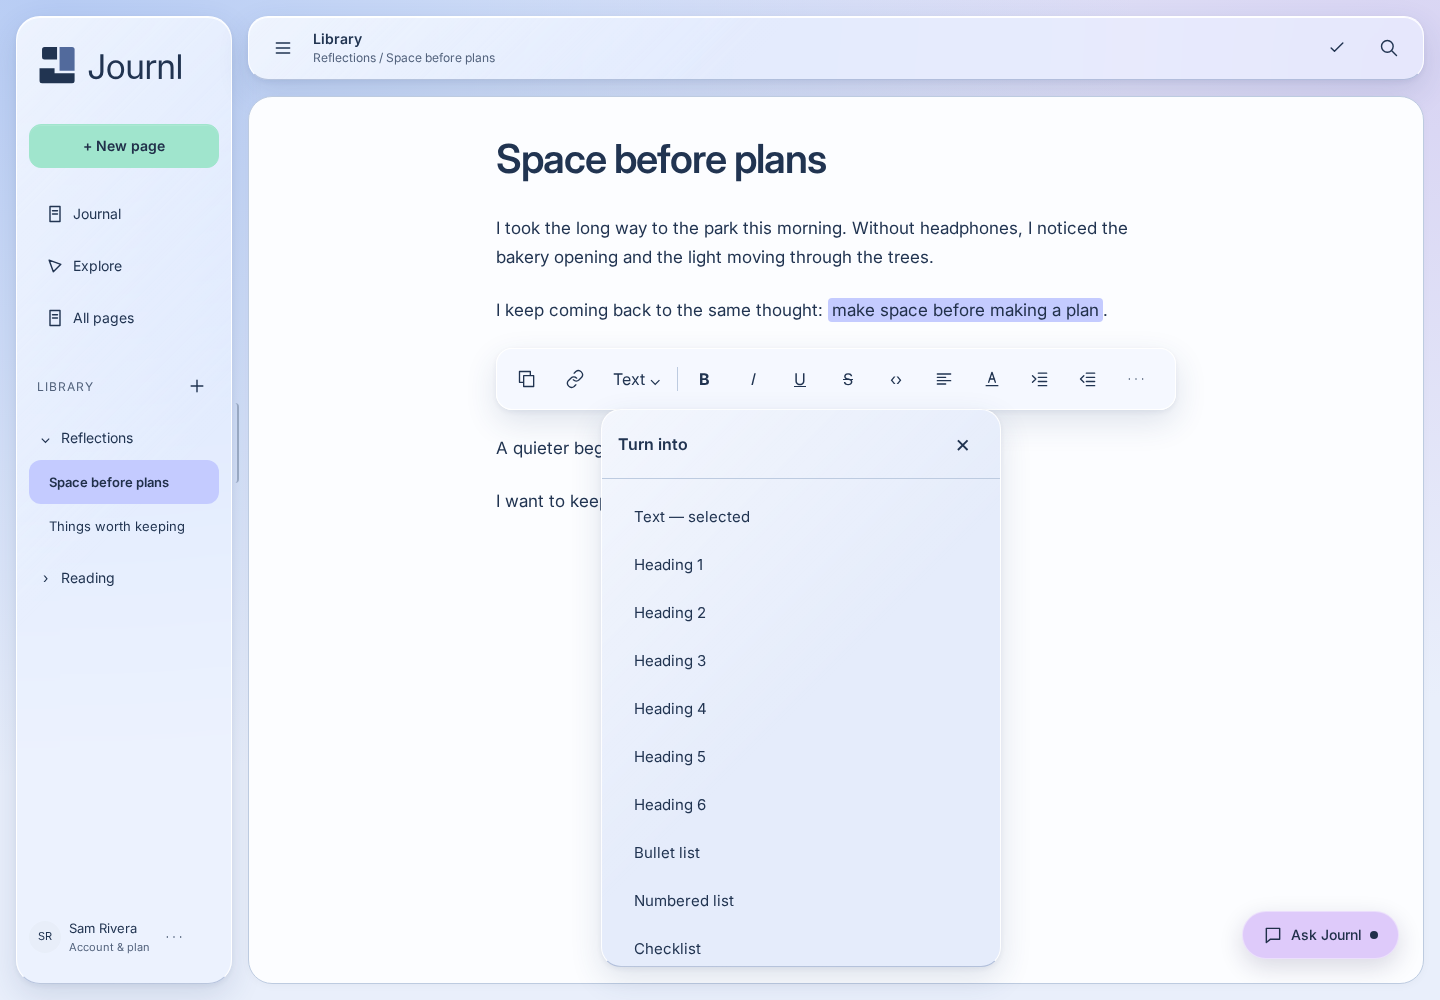 Journl
+ New page
Journal
Explore
All pages
LIBRARY
Reflections
Space before plans
Things worth keeping
Reading
SR
Sam Rivera
Account & plan
Library
Reflections / Space before plans
Space before plans
I took the long way to the park this morning. Without headphones, I noticed the
bakery opening and the light moving through the trees.
I keep coming back to the same thought: make space before making a plan.
Text
B I U S A
A quieter beg
I want to keep
Turn into
Text — selected
Heading 1
Heading 2
Heading 3
Heading 4
Heading 5
Heading 6
Bullet list
Numbered list
Checklist
Ask Journl